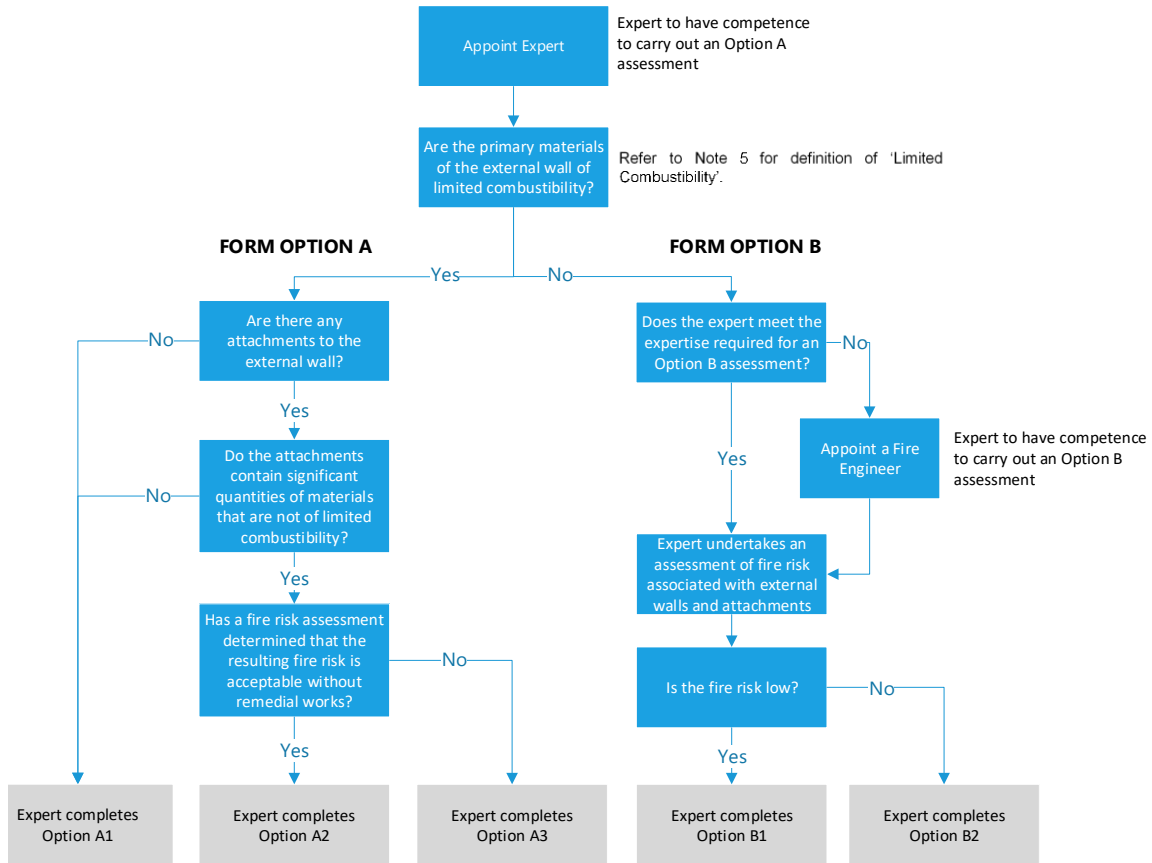 Appoint Expert
Expert to have competence
to carry out an Option A
assessment
Are the primary materials
of the external wall of
limited combustibility?
Refer to Note 5 for definition of 'Limited
Combustibility'.
FORM OPTION A
FORM OPTION B
Yes
No
Are there any
attachments to the
external wall?
No
Does the expert meet the
expertise required for an
Option B assessment?
No
Yes
Do the attachments
contain significant
quantities of materials
that are not of limited
combustibility?
No
Yes
Appoint a Fire
Engineer
Expert to have competence
to carry out an Option B
assessment
Expert undertakes an
assessment of fire risk
associated with external
walls and attachments
Yes
Has a fire risk assessment
determined that the
resulting fire risk is
acceptable without
remedial works?
No
Is the fire risk low?
No
Yes
Yes
Expert completes
Option A1
Expert completes
Option A2
Expert completes
Option A3
Expert completes
Option B1
Expert completes
Option B2